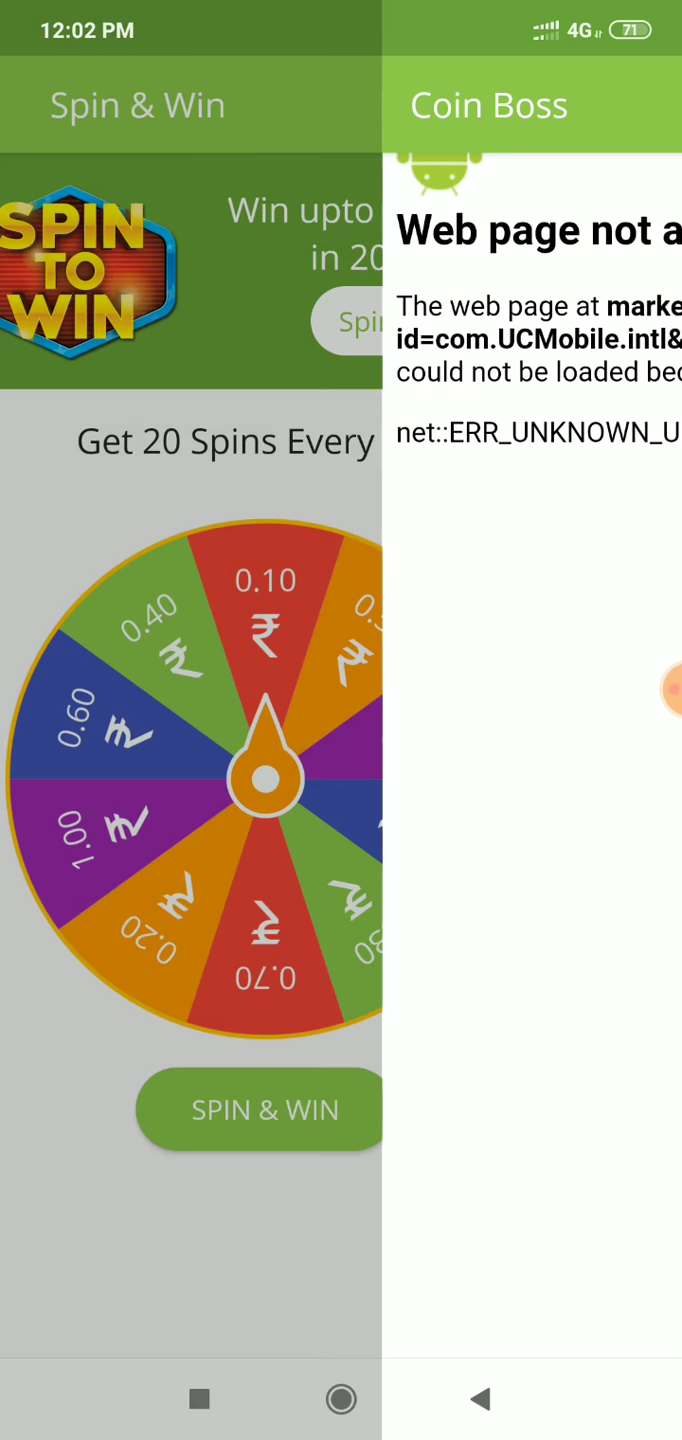 12:02 PM
4G
71
Spin & Win
Coin Boss
SPIN
TO
WIN
Win upto
in 20
Spi
Web page not a
The web page at marke
id=com.UCMobile.intl&
could not be loaded bec
net::ERR_UNKNOWN_U
Get 20 Spins Every
0.10
₹
0.40
₹
₹
0.60
₹
1.00
₹
0.20
₹
0.70
₹
₹
SPIN & WIN